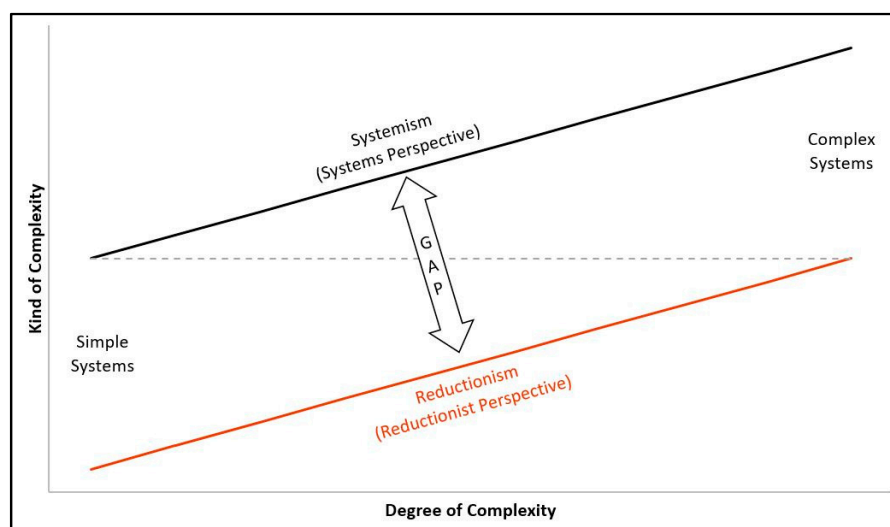 Systemism
(Systems Perspective)
Complex
Systems
G
A
P
Kind of Complexity
Simple
Systems
Reductionism
(Reductionist Perspective)
Degree of Complexity